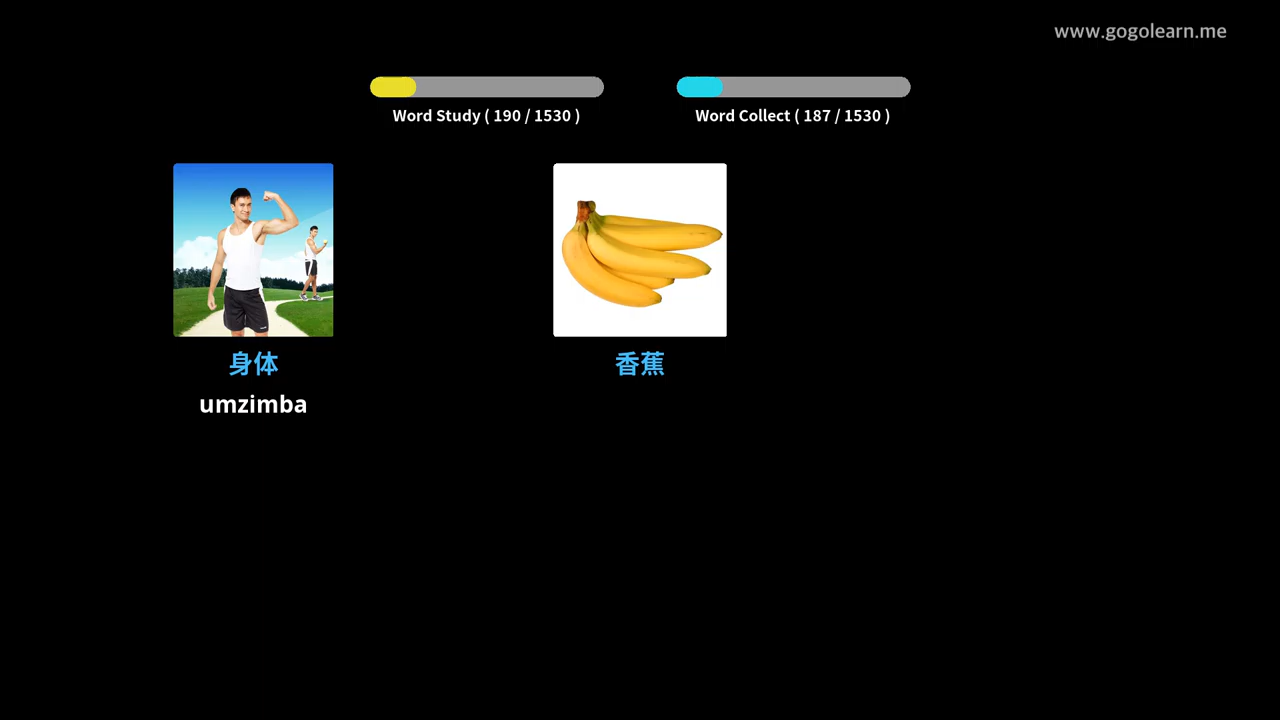 www.gogolearn.me
Word Study ( 190 / 1530 )
Word Collect ( 187 / 1530 )
身体
香蕉
umzimba